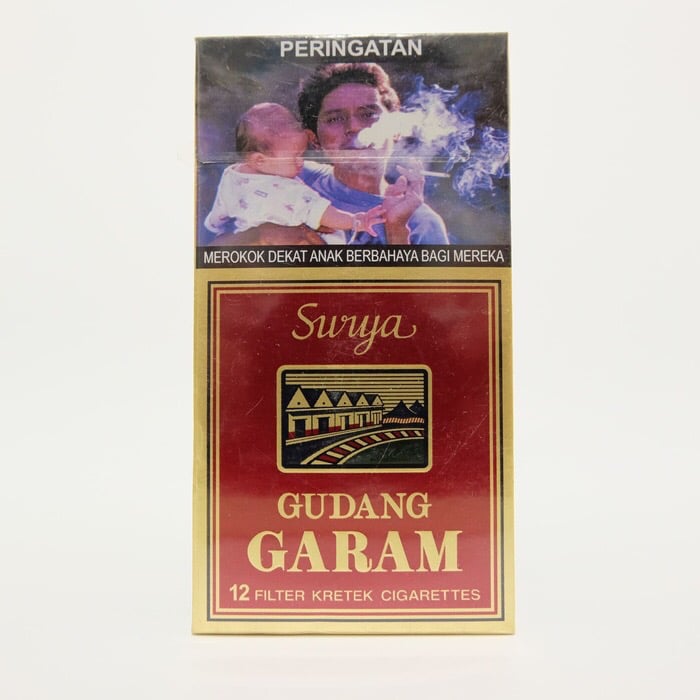 PERINGATAN
MEROKOK DEKAT ANAK BERBAHAYA BAGI MEREKA
Surya
GUDANG
GARAM
12 FILTER KRETEK CIGARETTES